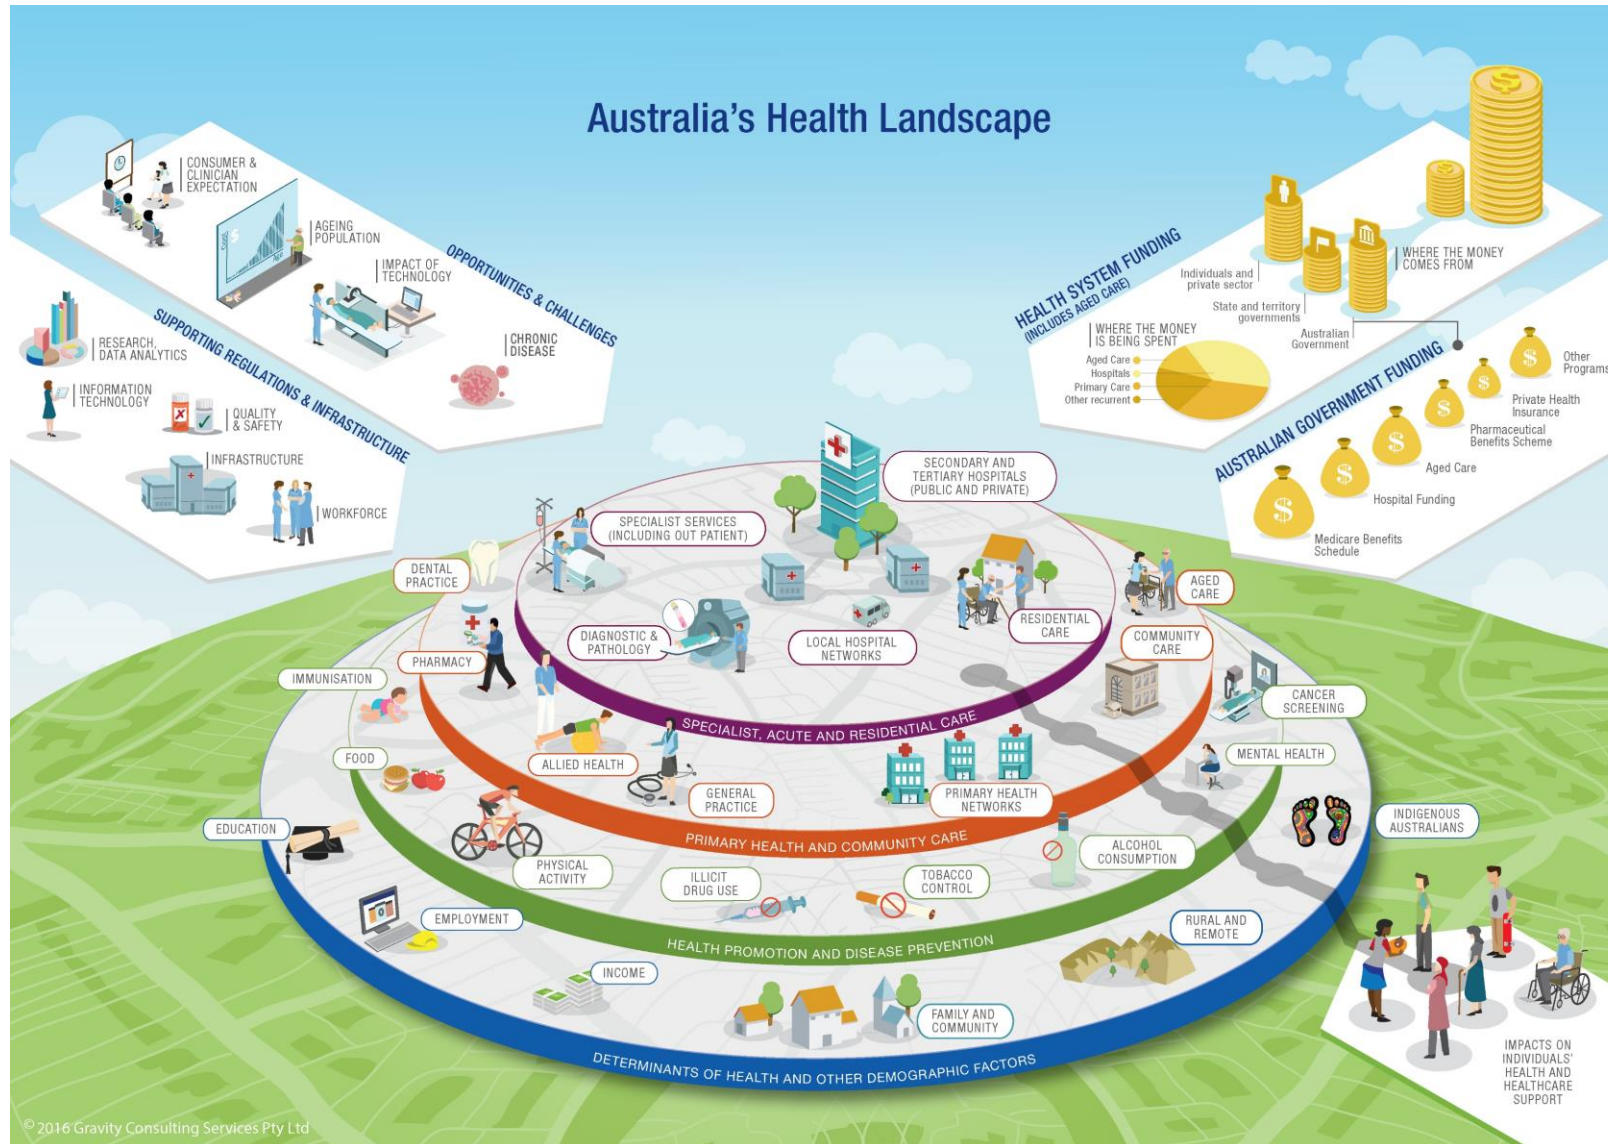 Australia's Health Landscape
CONSUMER &
CLINICIAN
EXPECTATION
Cost
$
Age
AGEING
POPULATION
IMPACT OF
TECHNOLOGY
CHRONIC
DISEASE
OPPORTUNITIES & CHALLENGES
RESEARCH,
DATA ANALYTICS
INFORMATION
TECHNOLOGY
QUALITY
& SAFETY
INFRASTRUCTURE
WORKFORCE
SUPPORTING REGULATIONS & INFRASTRUCTURE
HEALTH SYSTEM FUNDING
(INCLUDES AGED CARE)
$
$
WHERE THE MONEY
COMES FROM
Individuals and
private sector
State and territory
governments
Australian
Government
WHERE THE MONEY
IS BEING SPENT
Aged Care
Hospitals
Primary Care
Other recurrent
AUSTRALIAN GOVERNMENT FUNDING
$
Other
Programs
$
Private Health
Insurance
$
Pharmaceutical
Benefits Scheme
$
Aged Care
$
Hospital Funding
$
Medicare Benefits
Schedule
SECONDARY AND
TERTIARY HOSPITALS
(PUBLIC AND PRIVATE)
SPECIALIST SERVICES
(INCLUDING OUT PATIENT)
DIAGNOSTIC &
PATHOLOGY
LOCAL HOSPITAL
NETWORKS
RESIDENTIAL
CARE
SPECIALIST, ACUTE AND RESIDENTIAL CARE
DENTAL
PRACTICE
PHARMACY
ALLIED HEALTH
GENERAL
PRACTICE
PRIMARY HEALTH
NETWORKS
COMMUNITY
CARE
AGED
CARE
PRIMARY HEALTH AND COMMUNITY CARE
IMMUNISATION
FOOD
PHYSICAL
ACTIVITY
ILLICIT
DRUG USE
TOBACCO
CONTROL
ALCOHOL
CONSUMPTION
MENTAL HEALTH
CANCER
SCREENING
HEALTH PROMOTION AND DISEASE PREVENTION
EDUCATION
EMPLOYMENT
INCOME
FAMILY AND
COMMUNITY
RURAL AND
REMOTE
INDIGENOUS
AUSTRALIANS
DETERMINANTS OF HEALTH AND OTHER DEMOGRAPHIC FACTORS
IMPACTS ON
INDIVIDUALS'
HEALTH AND
HEALTHCARE
SUPPORT
© 2016 Gravity Consulting Services Pty Ltd